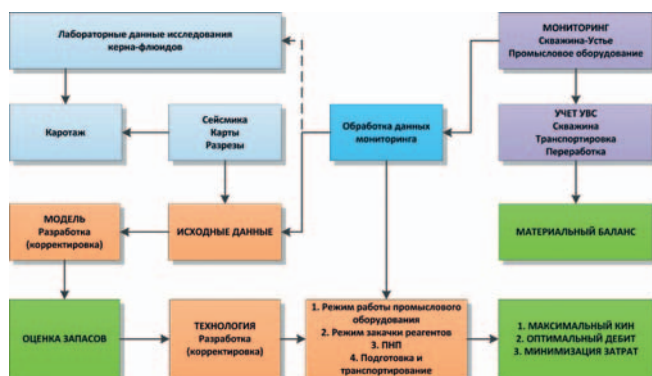 Лабораторные данные исследования
керна-флюидов
МОНИТОРИНГ
Скважина-Устье
Промысловое оборудование
Каротаж
Сейсмика
Карты
Разрезы
Обработка данных
мониторинга
УЧЕТ УВС
Скважина
Транспортировка
Переработка
МОДЕЛЬ
Разработка
(корректировка)
ИСХОДНЫЕ ДАННЫЕ
МАТЕРИАЛЬНЫЙ БАЛАНС
ОЦЕНКА ЗАПАСОВ
ТЕХНОЛОГИЯ
Разработка
(корректировка)
1. Режим работы промыслового
оборудования
2. Режим закачки реагентов
3. ПНП
4. Подготовка и
транспортирование
1. МАКСИМАЛЬНЫЙ КИН
2. ОПТИМАЛЬНЫЙ ДЕБИТ
3. МИНИМИЗАЦИЯ ЗАТРАТ